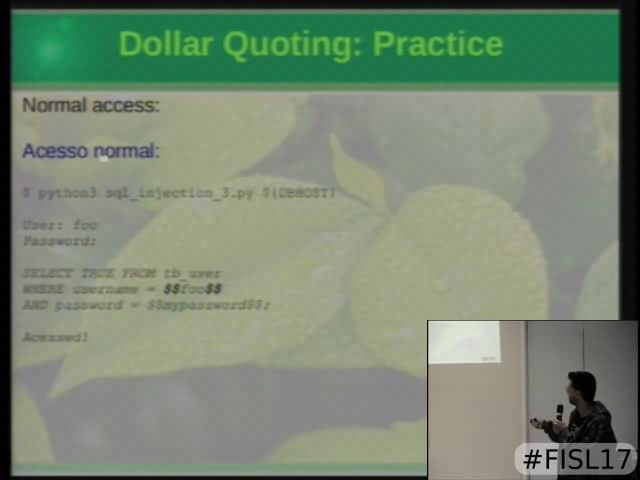 Dollar Quoting: Practice
Normal access:
Acesso normal:
$ python3 sql_injection_3.py ${DBHOST}
User: foo
Password:
SELECT TRUE FROM tb_user
WHERE username = $$foo$$
AND password = $$mypassword$$;
Acessed!
#FISL17